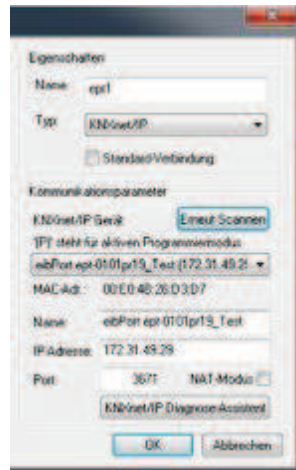 Eigenschaften
Name epr1
Typ: KNXnet/IP
Standard-Verbindung
Kommunikationsparameter
KNXnet/IP Gerät Erneut Scannen
'(P)' steht für aktiven Programmiermodus
eibPort ept-0101pr19_Test (172.31.49.2
MAC-Adr.: 00:E0:4B:26:D3:D7
Name: eibPort ept-0101pr19_Test
IP-Adresse: 172.31.49.29
Port: 3671 NAT-Modus
KNXnet/IP Diagnose-Assistent
OK Abbrechen